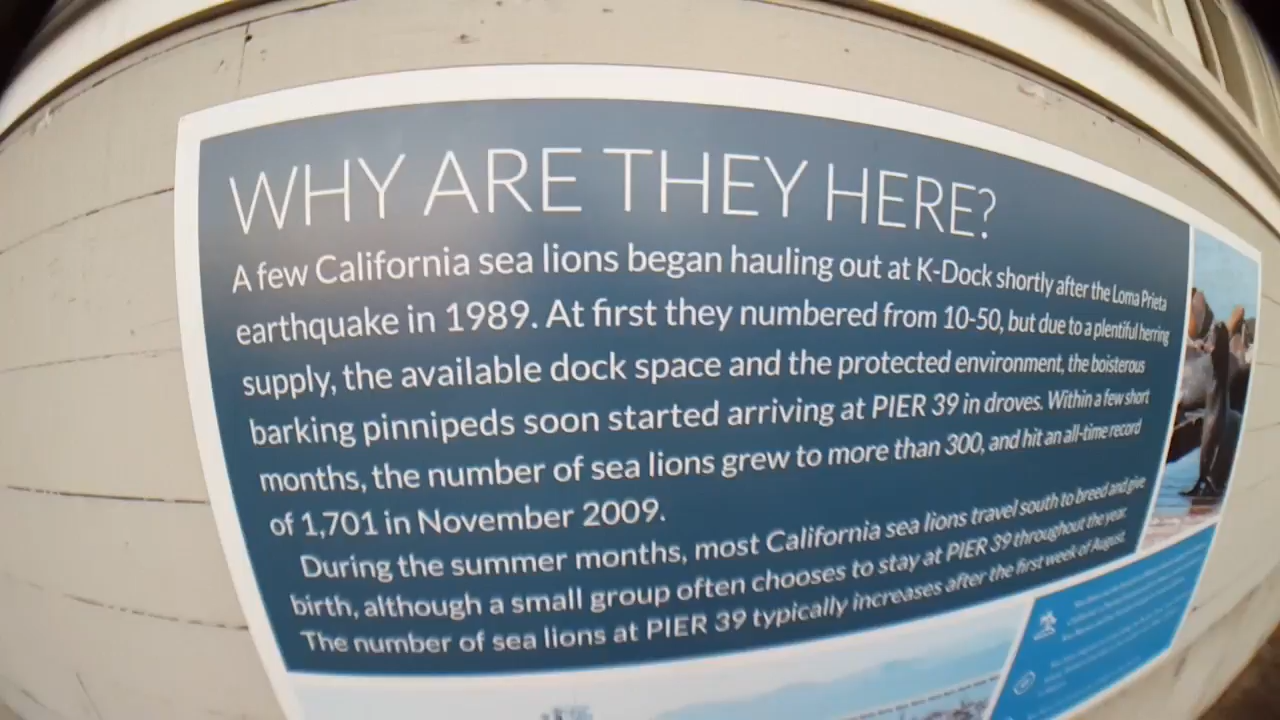 WHY ARE THEY HERE?
A few California sea lions began hauling out at K-Dock shortly after the Loma Prieta
earthquake in 1989. At first they numbered from 10-50, but due to a plentiful herring
supply, the available dock space and the protected environment, the boisterous
barking pinnipeds soon started arriving at PIER 39 in droves. Within a few short
months, the number of sea lions grew to more than 300, and hit an all-time record
of 1,701 in November 2009.
During the summer months, most California sea lions travel south to breed and give
birth, although a small group often chooses to stay at PIER 39 throughout the year.
The number of sea lions at PIER 39 typically increases after the first week of August.